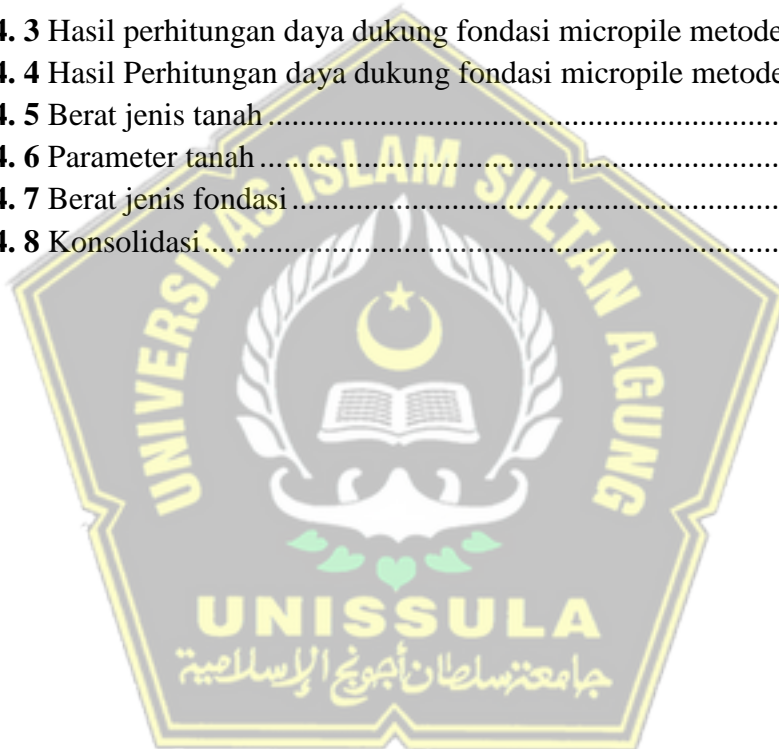 4. 3 Hasil perhitungan daya dukung fondasi micropile metode
4. 4 Hasil Perhitungan daya dukung fondasi micropile metode
4. 5 Berat jenis tanah ........................................................................
4. 6 Parameter tanah ........................................................................
4. 7 Berat jenis fondasi ....................................................................
4. 8 Konsolidasi ................................................................................
UNIVERSITAS ISLAM SULTAN AGUNG
UNISSULA
جامعة سلطان أجونج الإسلامية